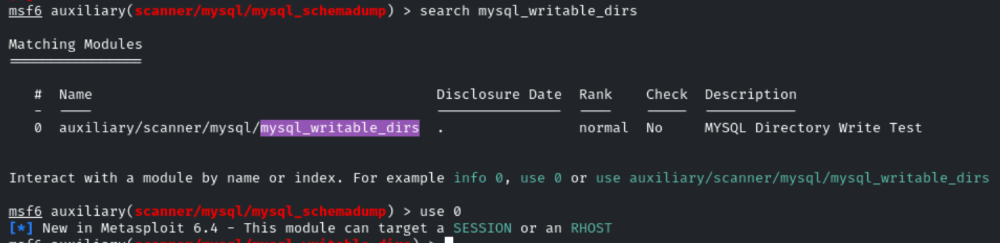 msf6 auxiliary(scanner/mysql/mysql_schemadump) > search mysql_writable_dirs
Matching Modules
================
# Name Disclosure Date Rank Check Description
- ---- --------------- ---- ----- -----------
0 auxiliary/scanner/mysql/mysql_writable_dirs . normal No MYSQL Directory Write Test
Interact with a module by name or index. For example info 0, use 0 or use auxiliary/scanner/mysql/mysql_writable_dirs
msf6 auxiliary(scanner/mysql/mysql_schemadump) > use 0
[*] New in Metasploit 6.4 - This module can target a SESSION or an RHOST
msf6 auxiliary(scanner/mysql/mysql_writable_dirs) >